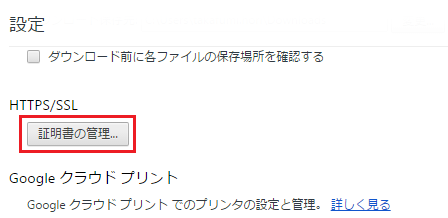 設定
ダウンロード前に各ファイルの保存場所を確認する
HTTPS/SSL
証明書の管理...
Google クラウド プリント
Google クラウド プリント でのプリンタの設定と管理。 詳しく見る